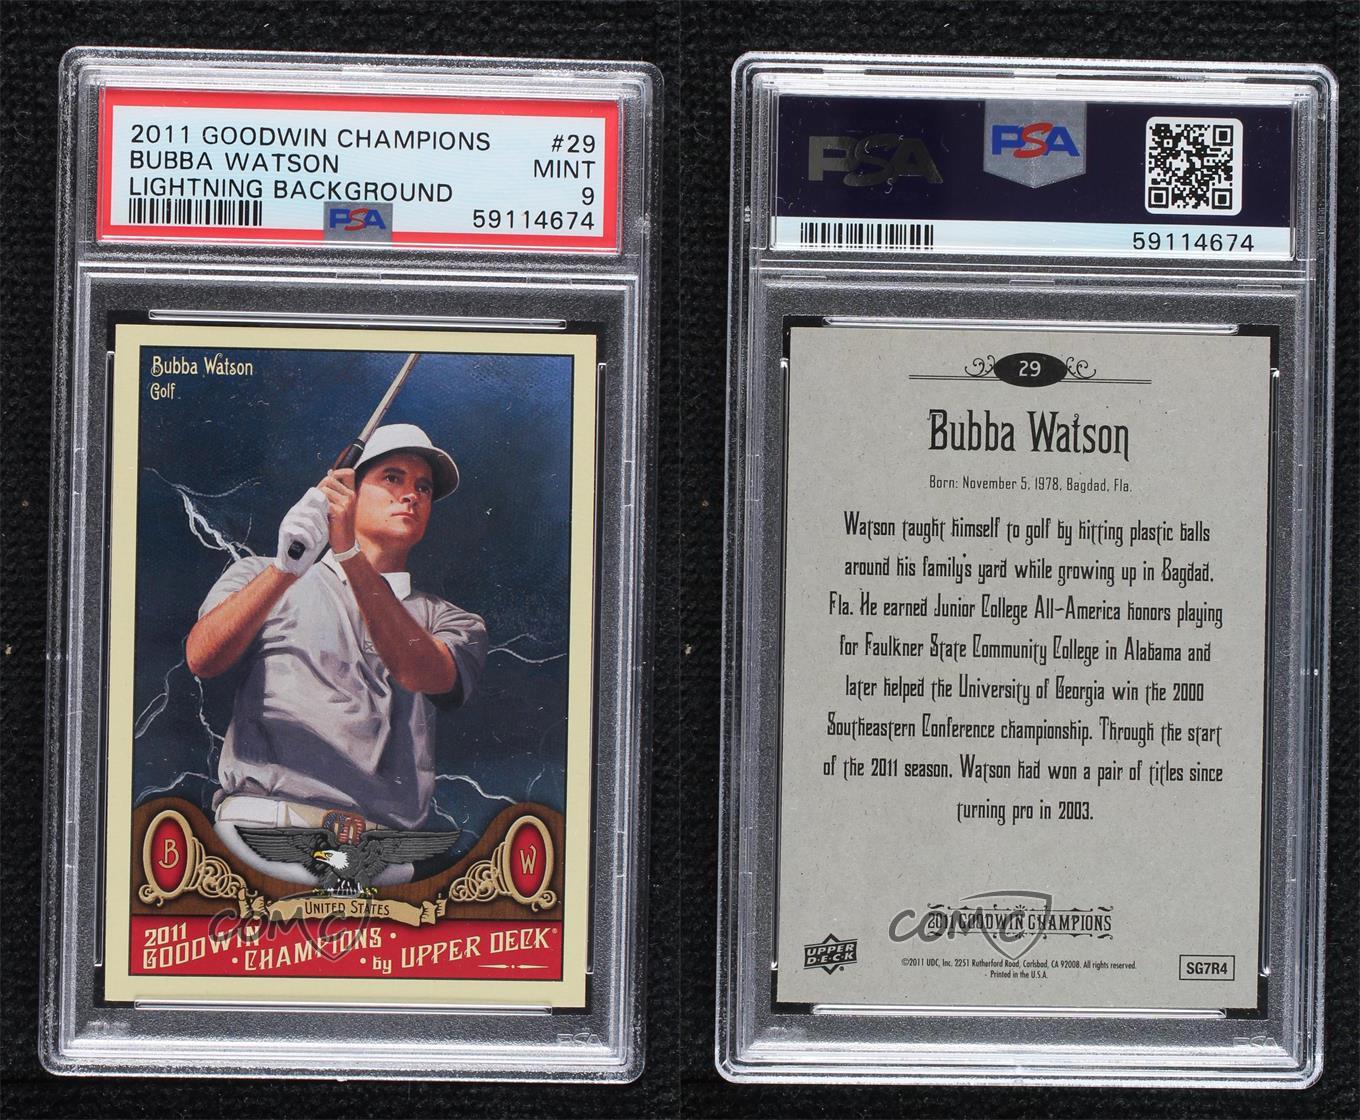 2011 GOODWIN CHAMPIONS #29
BUBBA WATSON MINT
LIGHTNING BACKGROUND 9
PSA 59114674
Bubba Watson
Golf
B W
UNITED STATES
COMC
2011
GOODWIN
• CHAMPIONS •
by UPPER DECK®
PSA
PSA PSA
59114674
29
Bubba Watson
Born: November 5, 1978, Bagdad, Fla.
Watson taught himself to golf by hitting plastic balls
around his family's yard while growing up in Bagdad,
Fla. He earned Junior College All-America honors playing
for Faulkner State Community College in Alabama and
later helped the University of Georgia win the 2000
Southeastern Conference championship. Through the start
of the 2011 season, Watson had won a pair of titles since
turning pro in 2003.
COMC
2011 GOODWIN CHAMPIONS
UPPER
DECK
©2011 UDC, Inc. 2251 Rutherford Road, Carlsbad, CA 92008. All rights reserved.
Printed in the U.S.A.
SG7R4
PSA